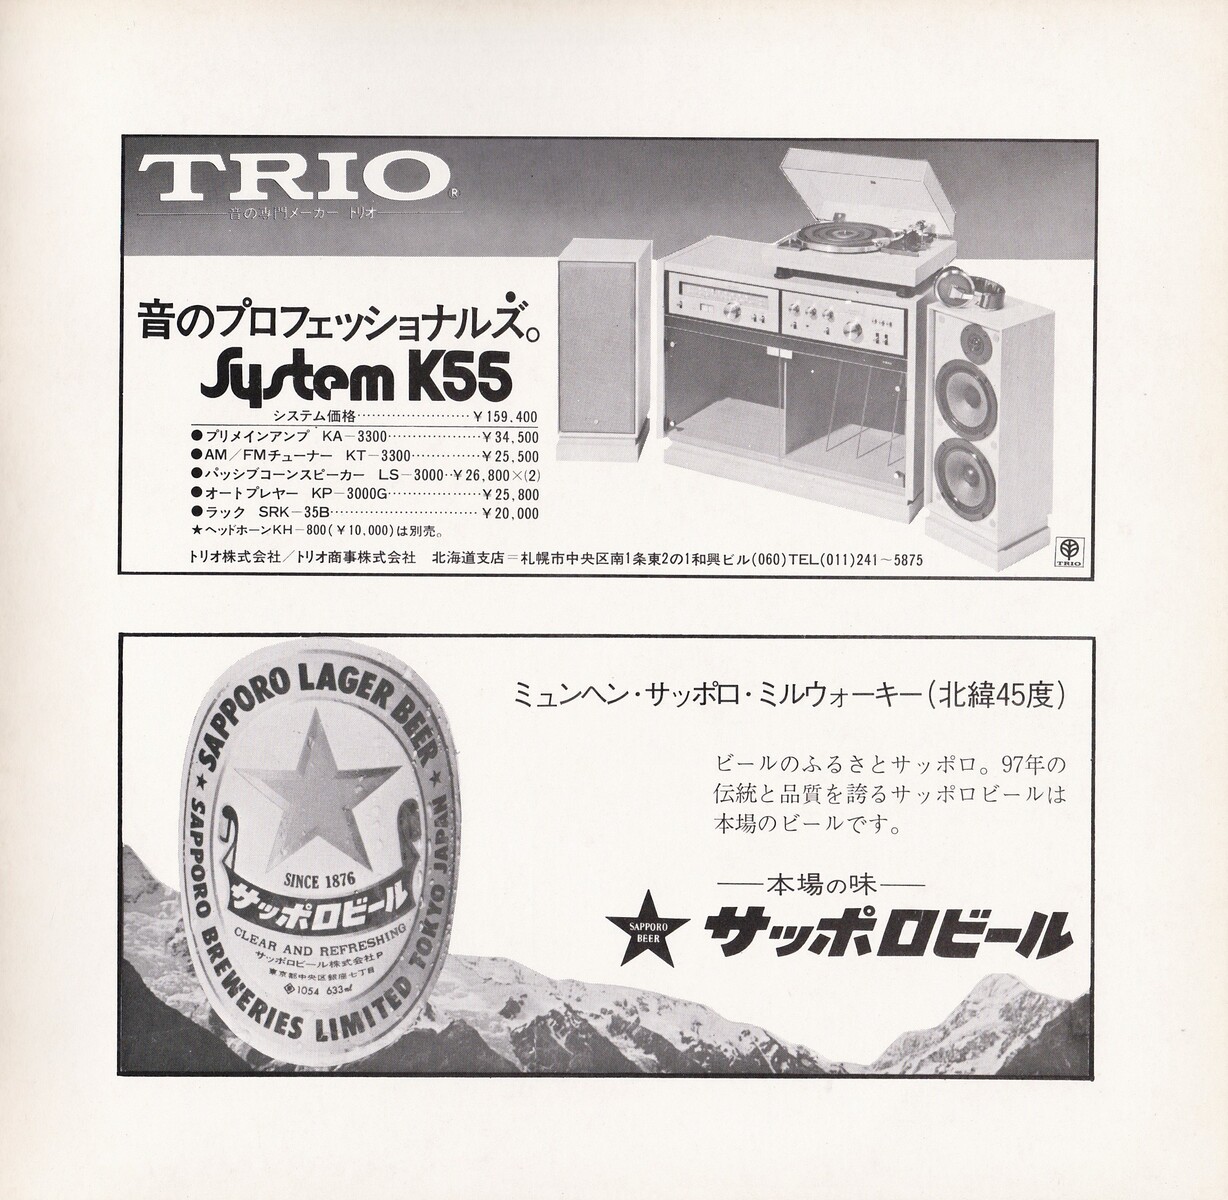 TRIO®
音の専門メーカー トリオ
音のプロフェッショナルズ。
System K55
システム価格……………………￥159,400
●プリメインアンプ KA－3300………………￥34,500
●AM／FMチューナー KT－3300……………￥25,500
●パッシブコーンスピーカー LS－3000‥￥26,800×(2)
●オートプレヤー KP－3000G………………￥25,800
●ラック SRK－35B…………………………￥20,000
★ヘッドホーンKH－800(￥10,000)は別売。
トリオ株式会社／トリオ商事株式会社 北海道支店＝札幌市中央区南1条東2の1和興ビル(060)TEL(011)241～5875
TRIO
ミュンヘン・サッポロ・ミルウォーキー(北緯45度)
ビールのふるさとサッポロ。97年の
伝統と品質を誇るサッポロビールは
本場のビールです。
――本場の味――
SAPPORO
BEER
サッポロビール
★ SAPPORO LAGER BEER ★
SAPPORO BREWERIES LIMITED TOKYO JAPAN
SINCE 1876
サッポロビール
CLEAR AND REFRESHING
サッポロビール株式会社P
東京都中央区銀座七丁目
1054 633ml